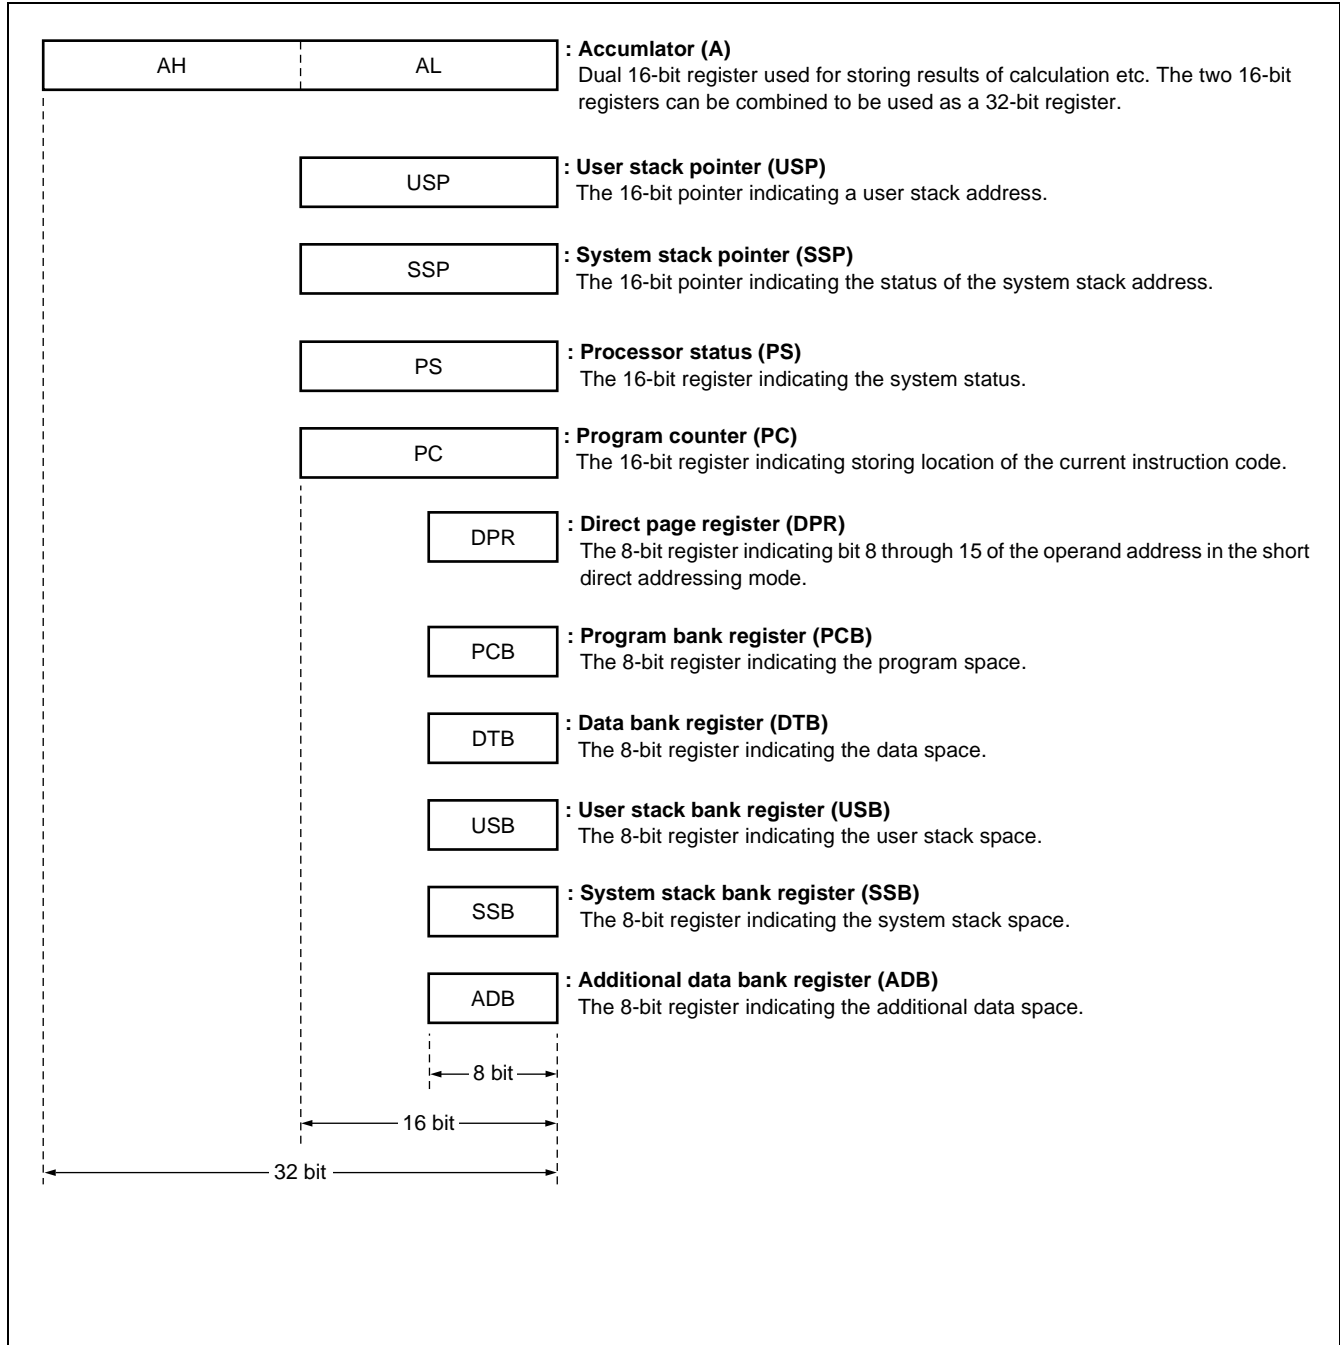 AH AL : Accumlator (A)
Dual 16-bit register used for storing results of calculation etc. The two 16-bit
registers can be combined to be used as a 32-bit register.
USP : User stack pointer (USP)
The 16-bit pointer indicating a user stack address.
SSP : System stack pointer (SSP)
The 16-bit pointer indicating the status of the system stack address.
PS : Processor status (PS)
The 16-bit register indicating the system status.
PC : Program counter (PC)
The 16-bit register indicating storing location of the current instruction code.
DPR : Direct page register (DPR)
The 8-bit register indicating bit 8 through 15 of the operand address in the short
direct addressing mode.
PCB : Program bank register (PCB)
The 8-bit register indicating the program space.
DTB : Data bank register (DTB)
The 8-bit register indicating the data space.
USB : User stack bank register (USB)
The 8-bit register indicating the user stack space.
SSB : System stack bank register (SSB)
The 8-bit register indicating the system stack space.
ADB : Additional data bank register (ADB)
The 8-bit register indicating the additional data space.
8 bit
16 bit
32 bit